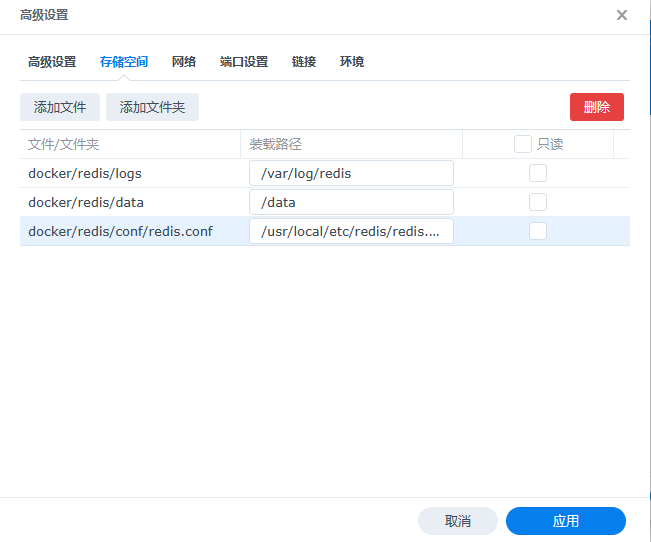 高级设置
高级设置 存储空间 网络 端口设置 链接 环境
添加文件 添加文件夹 删除
文件/文件夹 装载路径 只读
docker/redis/logs /var/log/redis
docker/redis/data /data
docker/redis/conf/redis.conf /usr/local/etc/redis/redis....
取消 应用